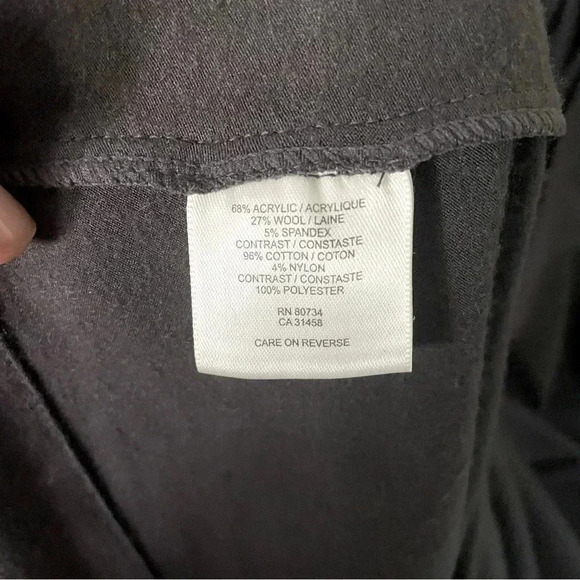 68% ACRYLIC / ACRYLIQUE
27% WOOL / LAINE
5% SPANDEX
CONTRAST / CONSTASTE
96% COTTON / COTON
4% NYLON
CONTRAST / CONSTASTE
100% POLYESTER
RN 80734
CA 31458
CARE ON REVERSE